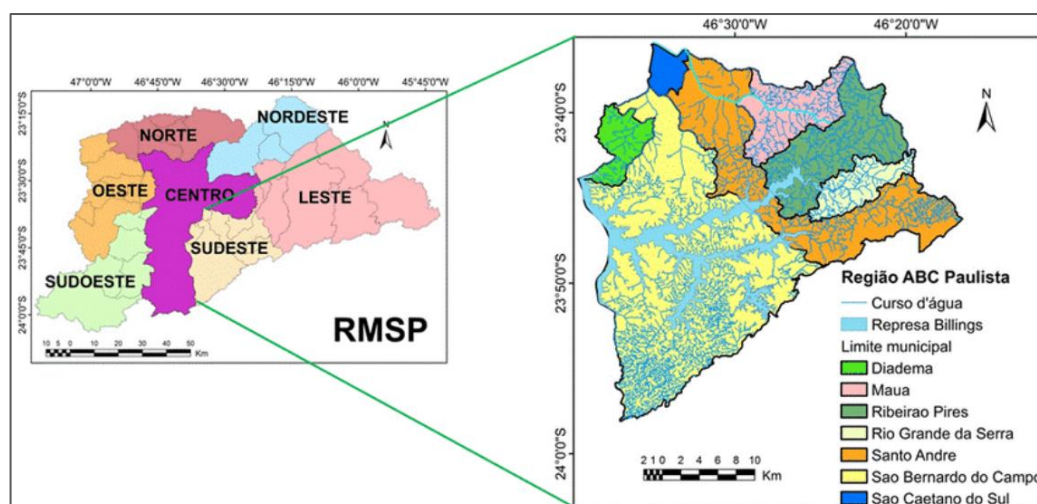 47°0'0"W 46°45'0"W 46°30'0"W 46°15'0"W 46°0'0"W 45°45'0"W
23°15'0"S
23°30'0"S
23°45'0"S
24°0'0"S
N
NORTE
NORDESTE
OESTE
CENTRO
LESTE
SUDESTE
SUDOESTE
RMSP
10 5 0 10 20 30 40 50
Km
46°30'0"W 46°20'0"W
23°40'0"S
23°50'0"S
24°0'0"S
N
Região ABC Paulista
Curso d'água
Represa Billings
Limite municipal
Diadema
Maua
Ribeirao Pires
Rio Grande da Serra
Santo Andre
Sao Bernardo do Campo
Sao Caetano do Sul
2 1 0 2 4 6 8 10
Km